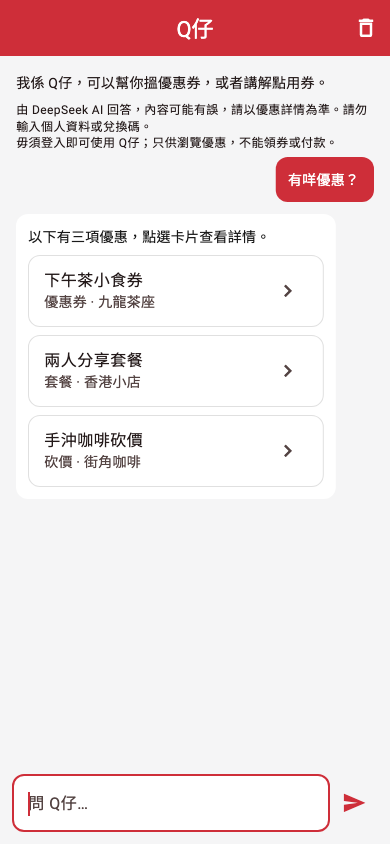 Q仔
我係 Q仔，可以幫你搵優惠券，或者講解點用券。
由 DeepSeek AI 回答，內容可能有誤，請以優惠詳情為準。請勿
輸入個人資料或兌換碼。
毋須登入即可使用 Q仔；只供瀏覽優惠，不能領券或付款。
有咩優惠？
以下有三項優惠，點選卡片查看詳情。
下午茶小食券
優惠券 · 九龍茶座
兩人分享套餐
套餐 · 香港小店
手沖咖啡砍價
砍價 · 街角咖啡
問 Q仔…